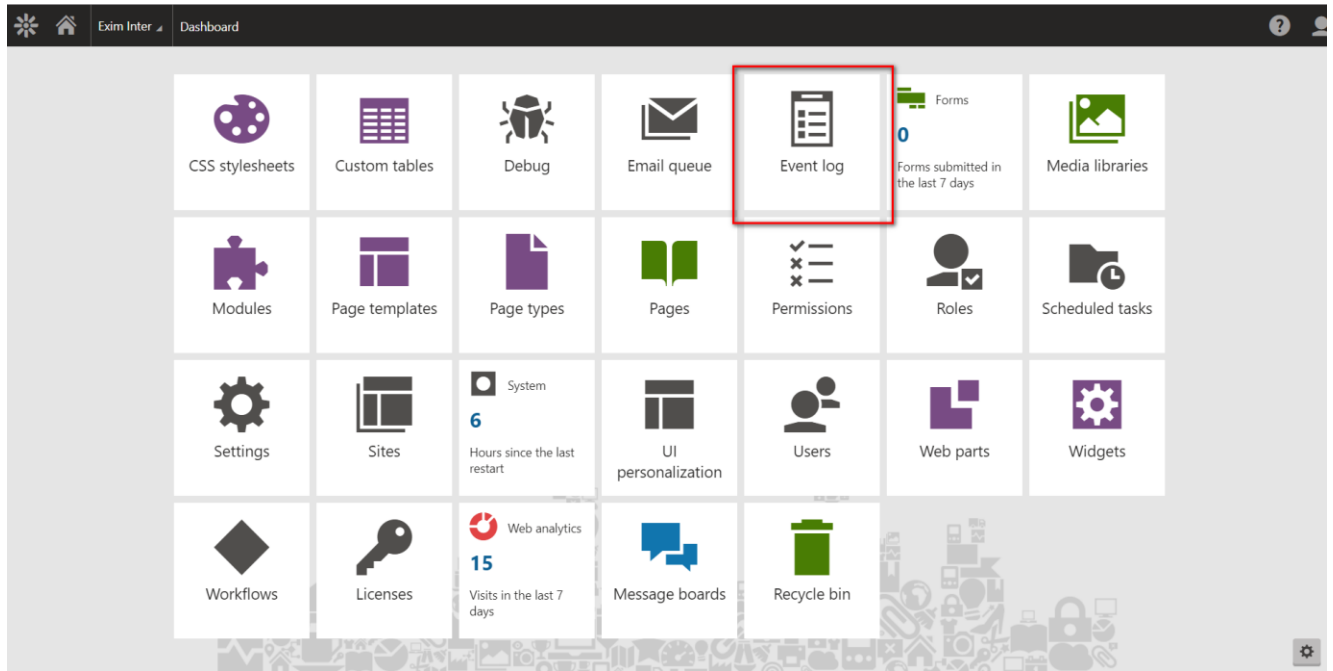 Exim Inter
Dashboard
CSS stylesheets
Custom tables
Debug
Email queue
Event log
Forms
0
Forms submitted in
the last 7 days
Media libraries
Modules
Page templates
Page types
Pages
Permissions
Roles
Scheduled tasks
Settings
Sites
System
6
Hours since the last
restart
UI
personalization
Users
Web parts
Widgets
Workflows
Licenses
Web analytics
15
Visits in the last 7
days
Message boards
Recycle bin